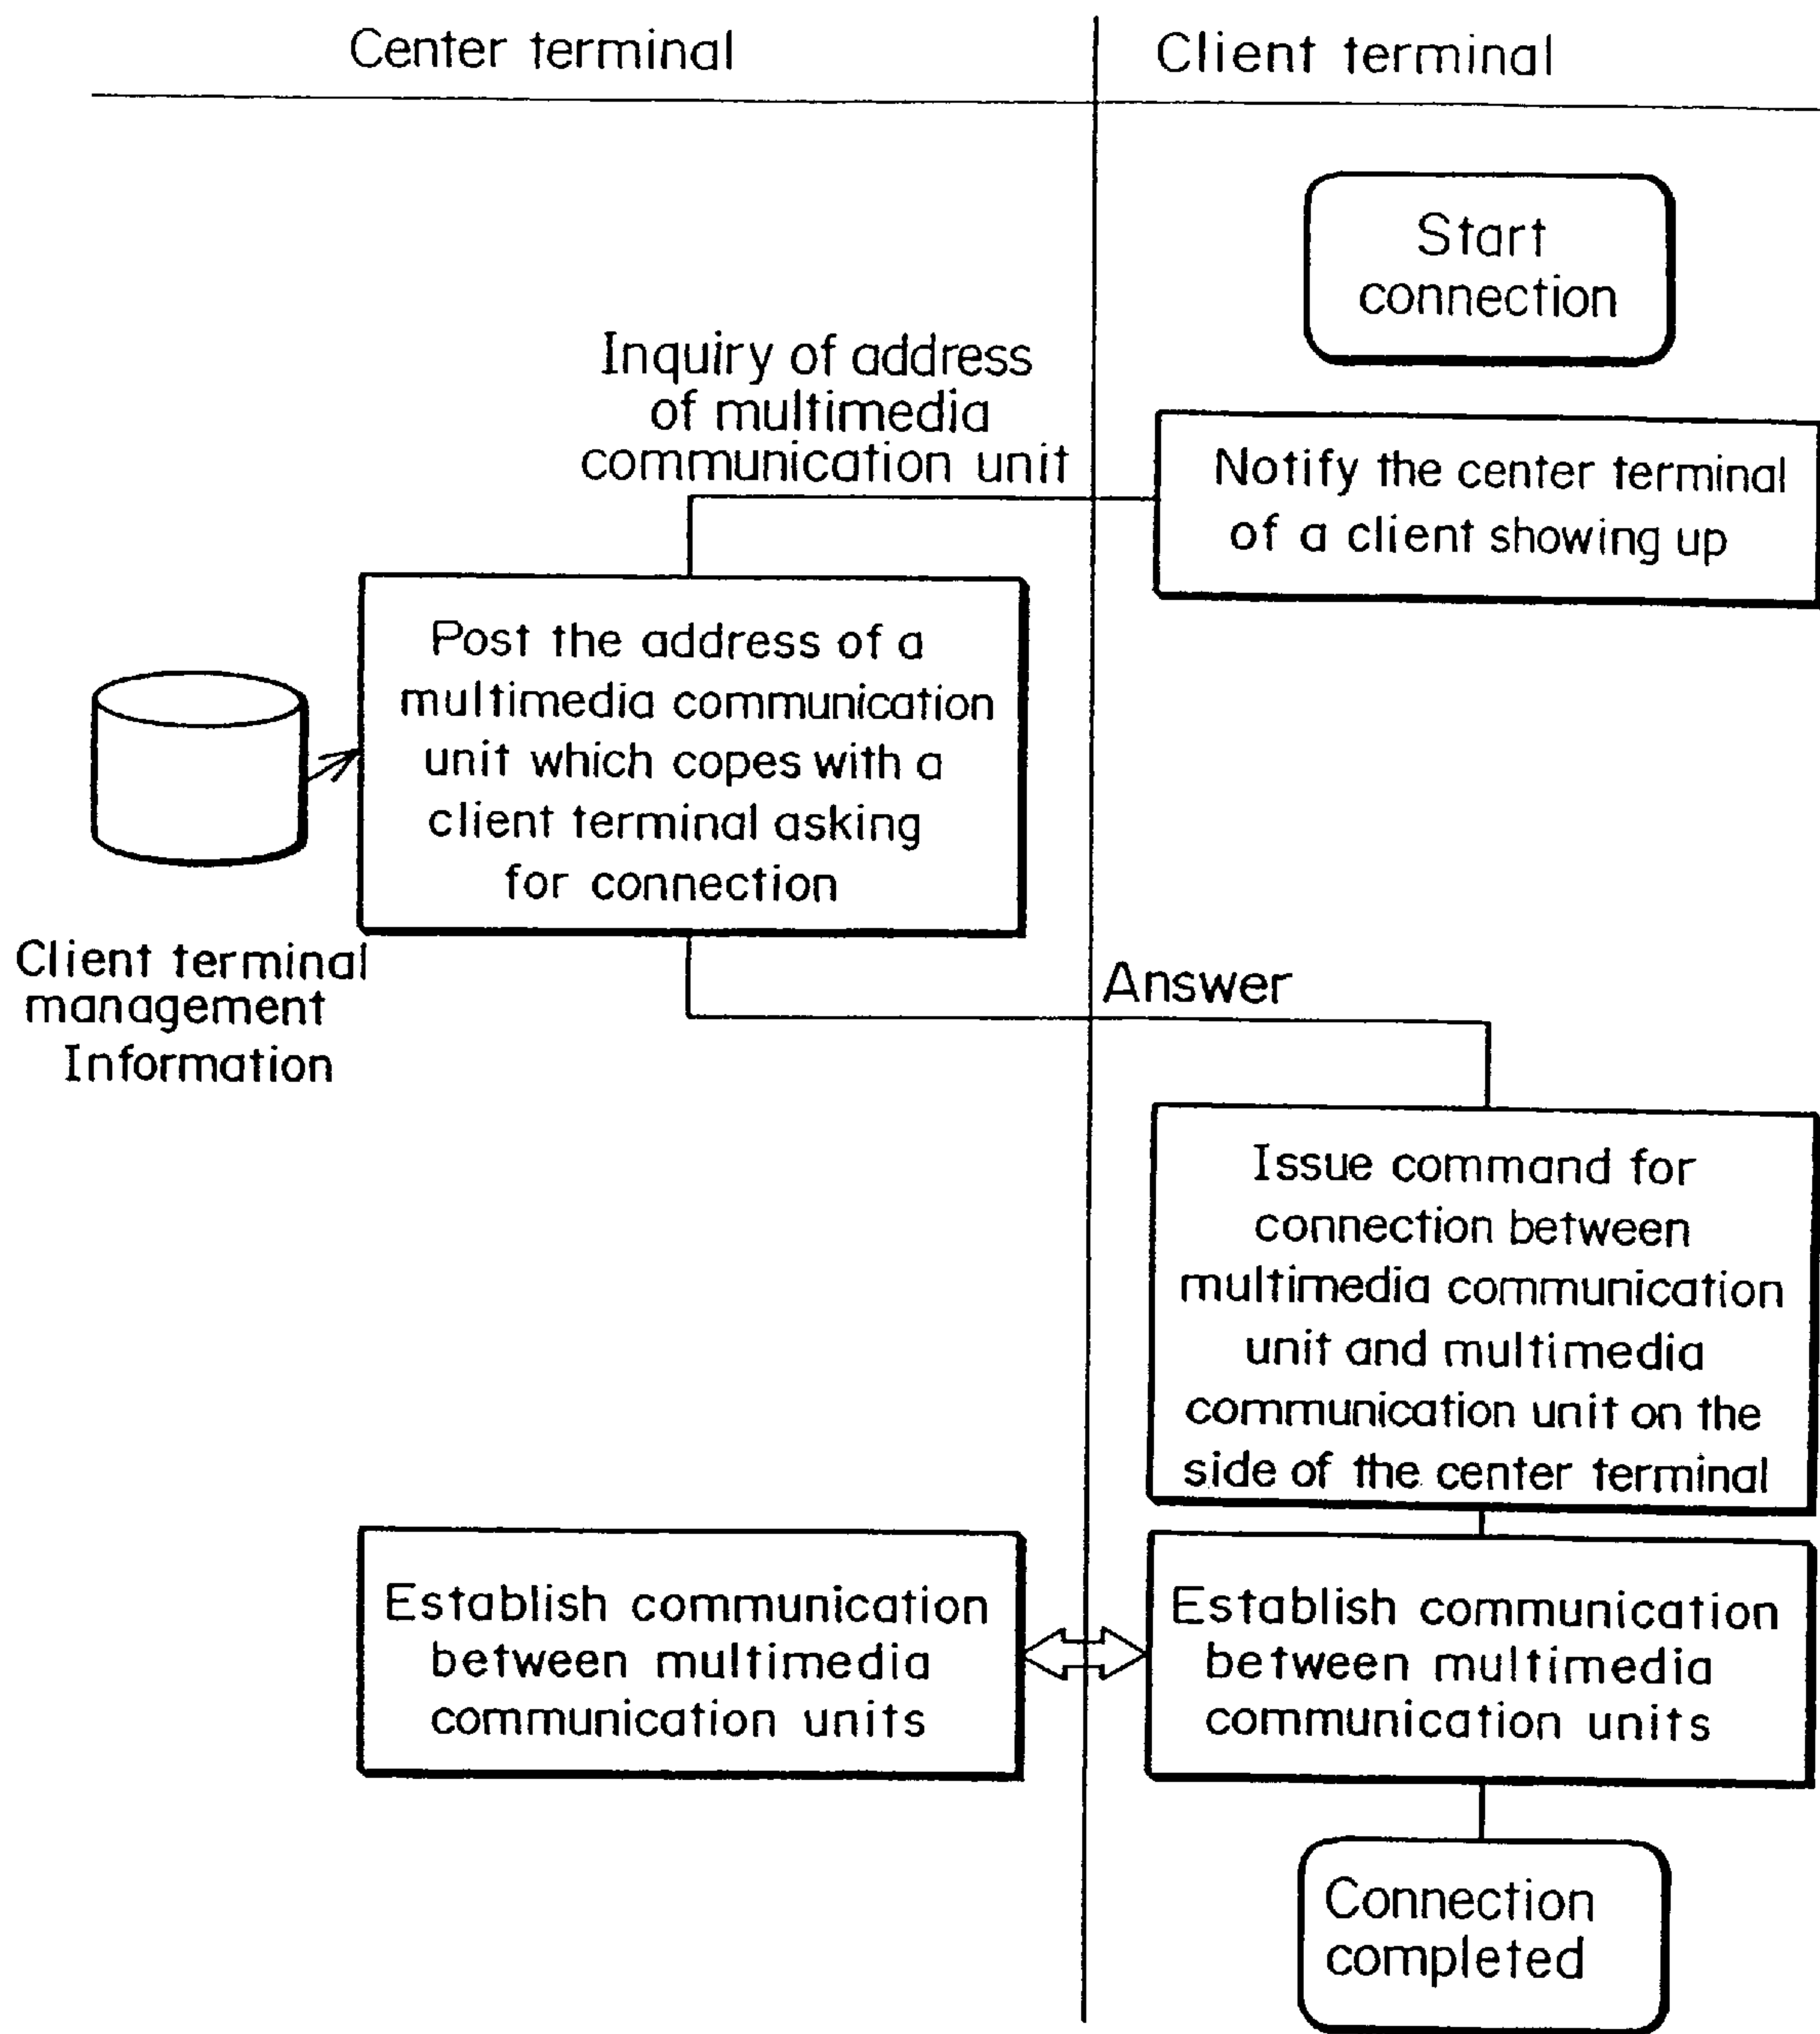 Center terminal
Client terminal
Start
connection
Inquiry of address
of multimedia
communication unit
Notify the center terminal
of a client showing up
Post the address of a
multimedia communication
unit which copes with a
client terminal asking
for connection
Client terminal
management
Information
Answer
Issue command for
connection between
multimedia communication
unit and multimedia
communication unit on the
side of the center terminal
Establish communication
between multimedia
communication units
Establish communication
between multimedia
communication units
Connection
completed